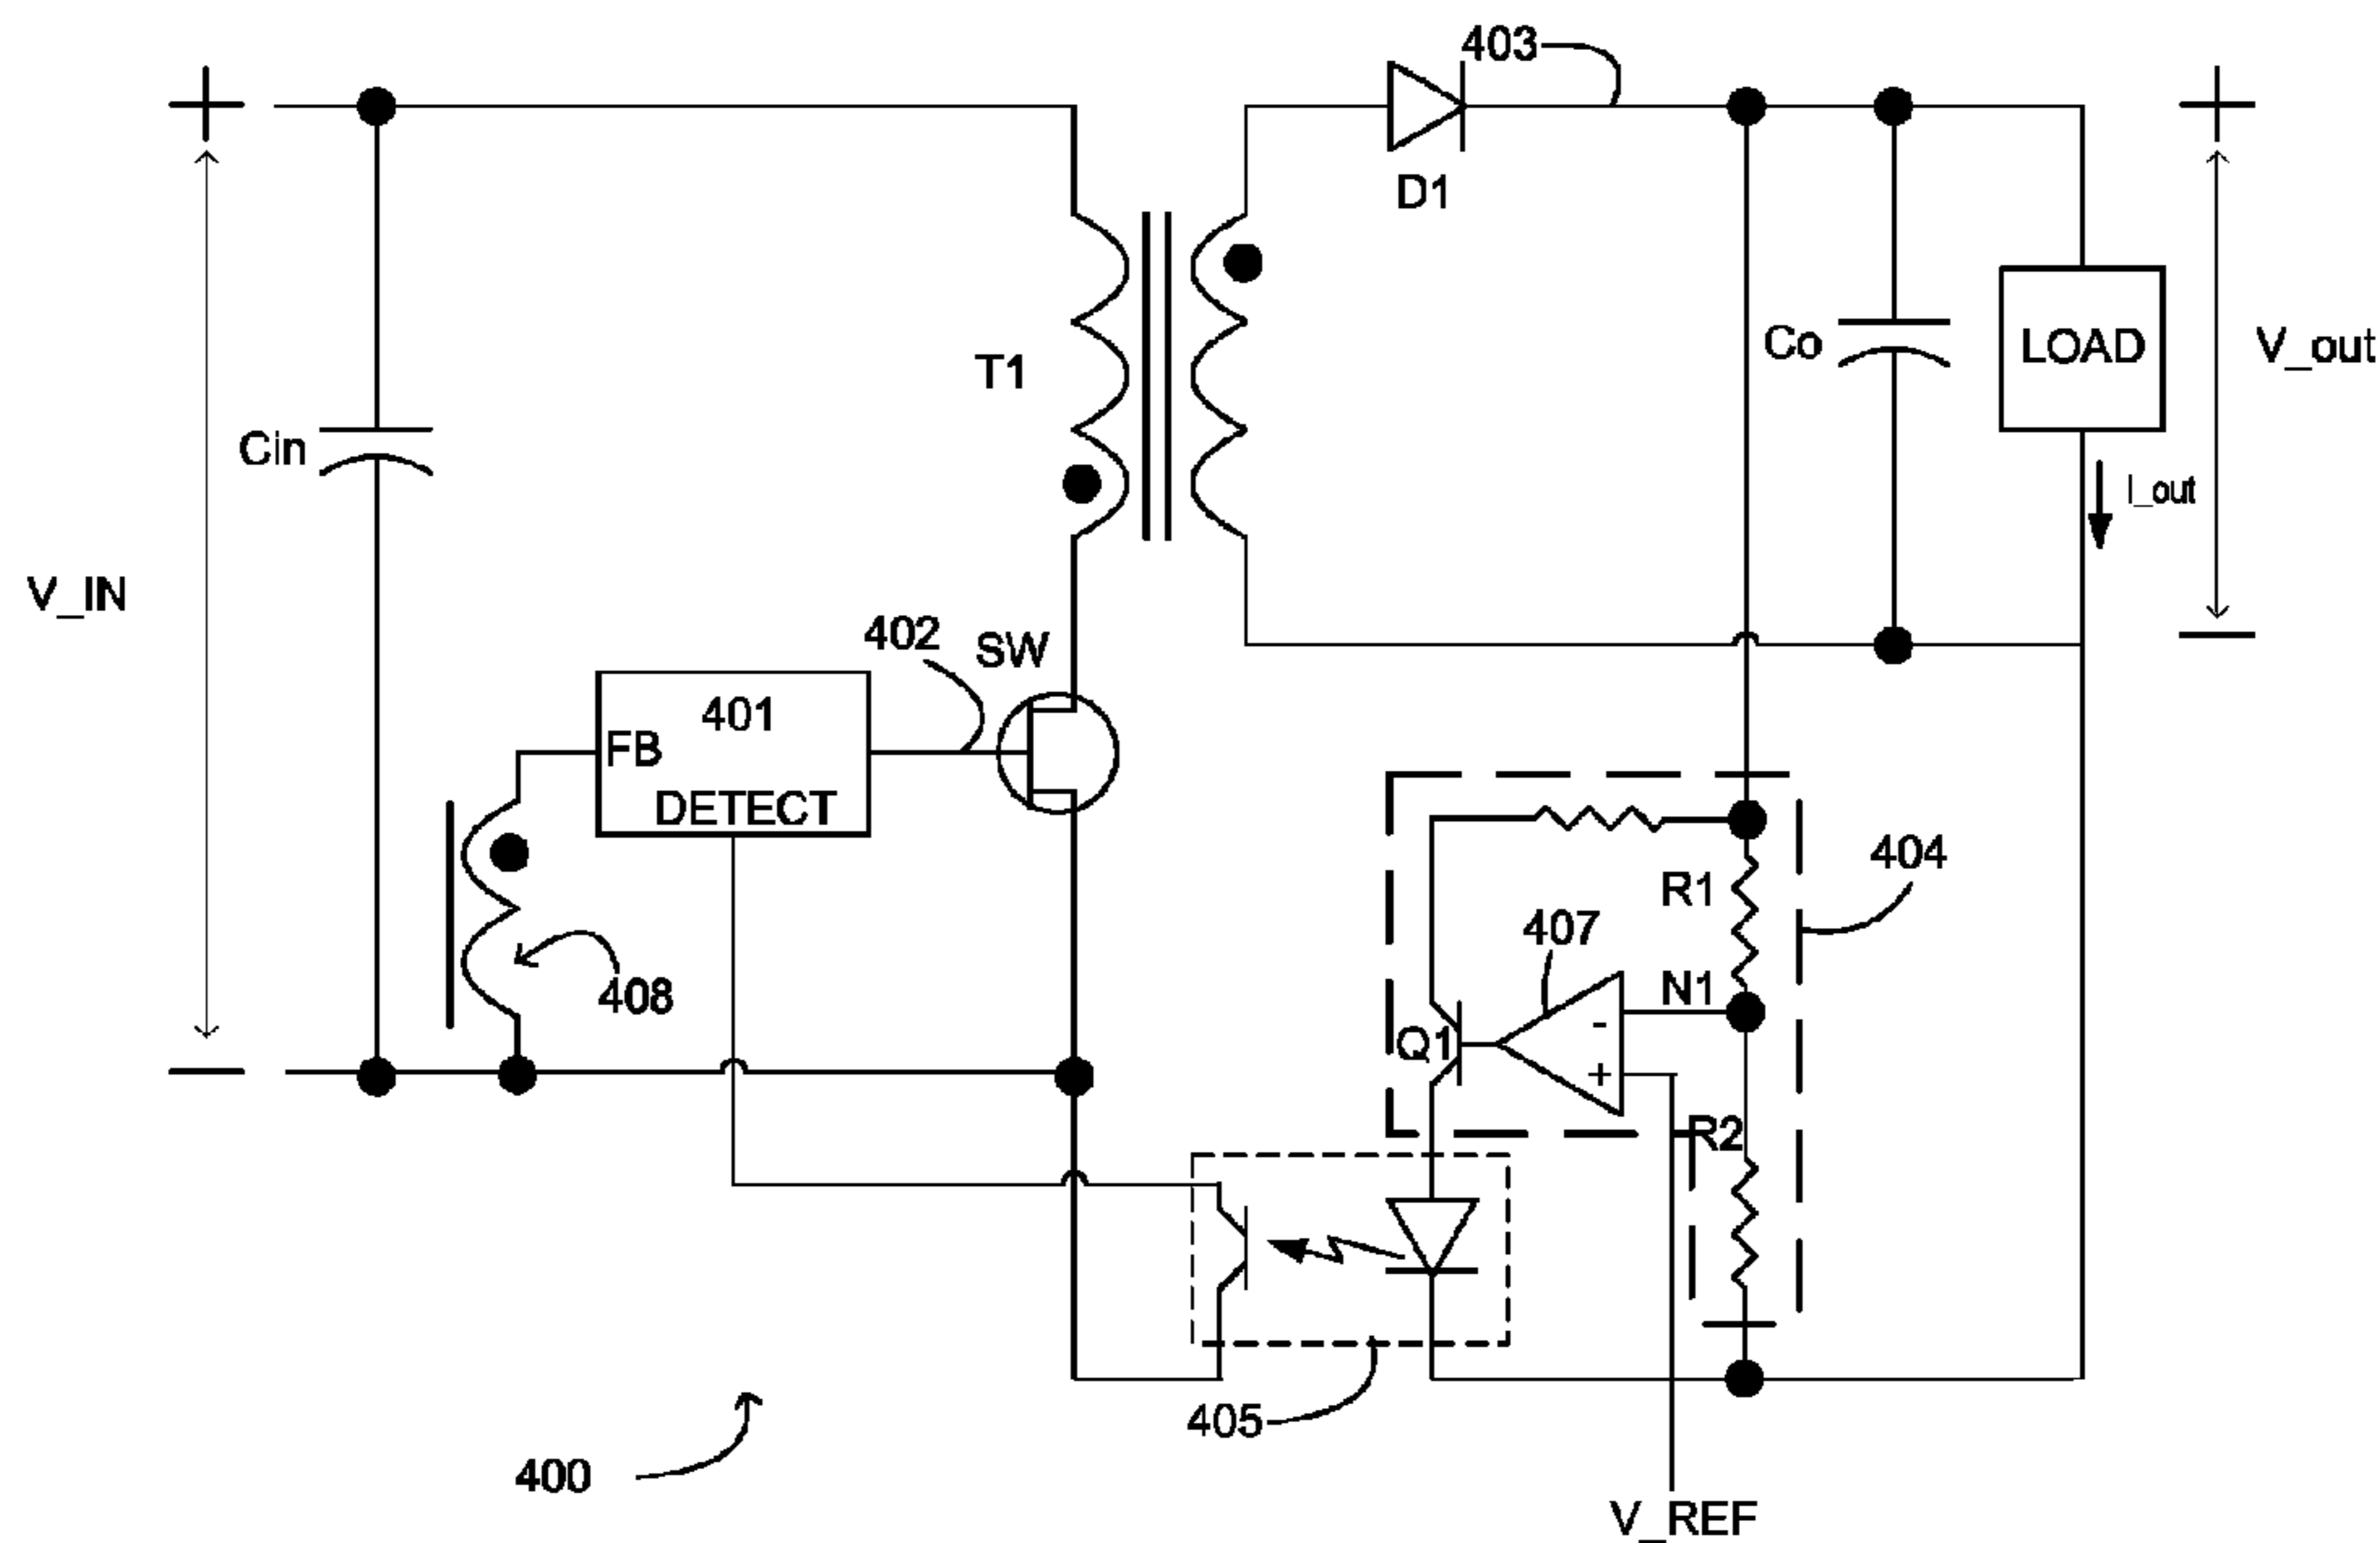 403
+
+
D1
T1
Co
LOAD
V_out
Cin
I_out
V_IN
402
SW
401
FB
DETECT
404
R1
407
N1
408
-
Q1
+
R2
405
400
V_REF